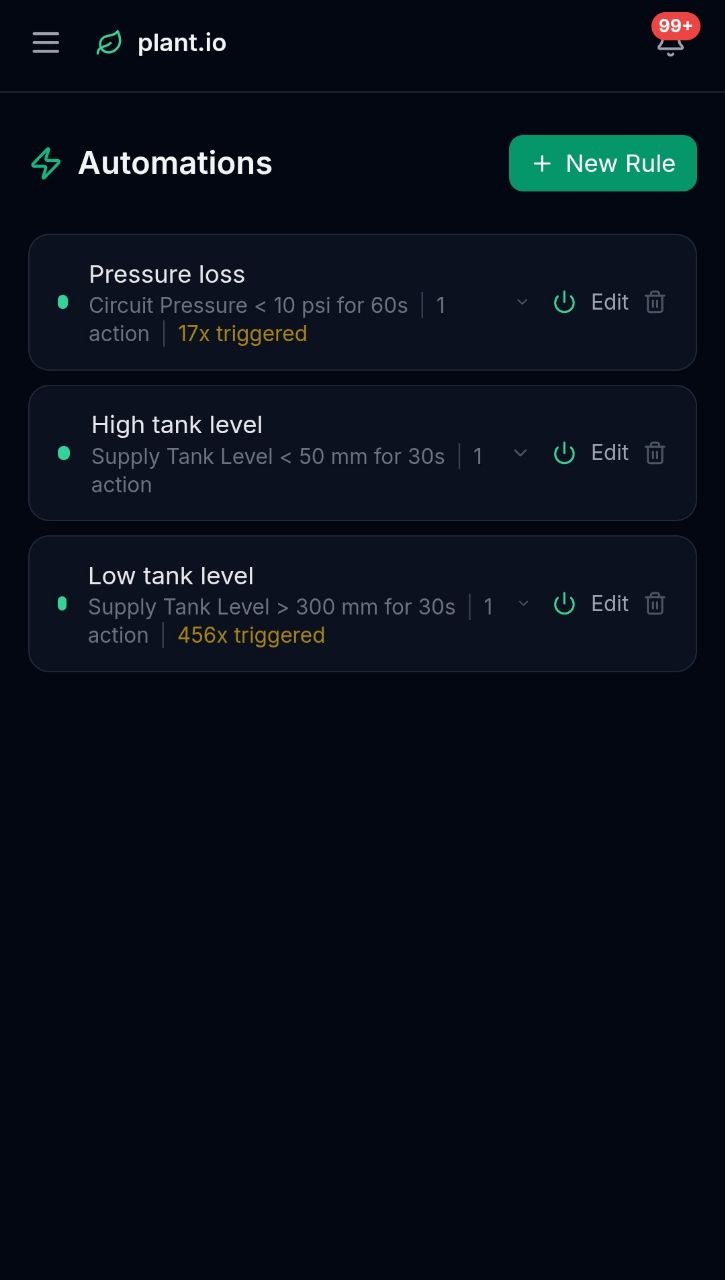 plant.io
99+
Automations
+ New Rule
Pressure loss
Circuit Pressure < 10 psi for 60s | 1
action | 17x triggered
Edit
High tank level
Supply Tank Level < 50 mm for 30s | 1
action
Edit
Low tank level
Supply Tank Level > 300 mm for 30s | 1
action | 456x triggered
Edit